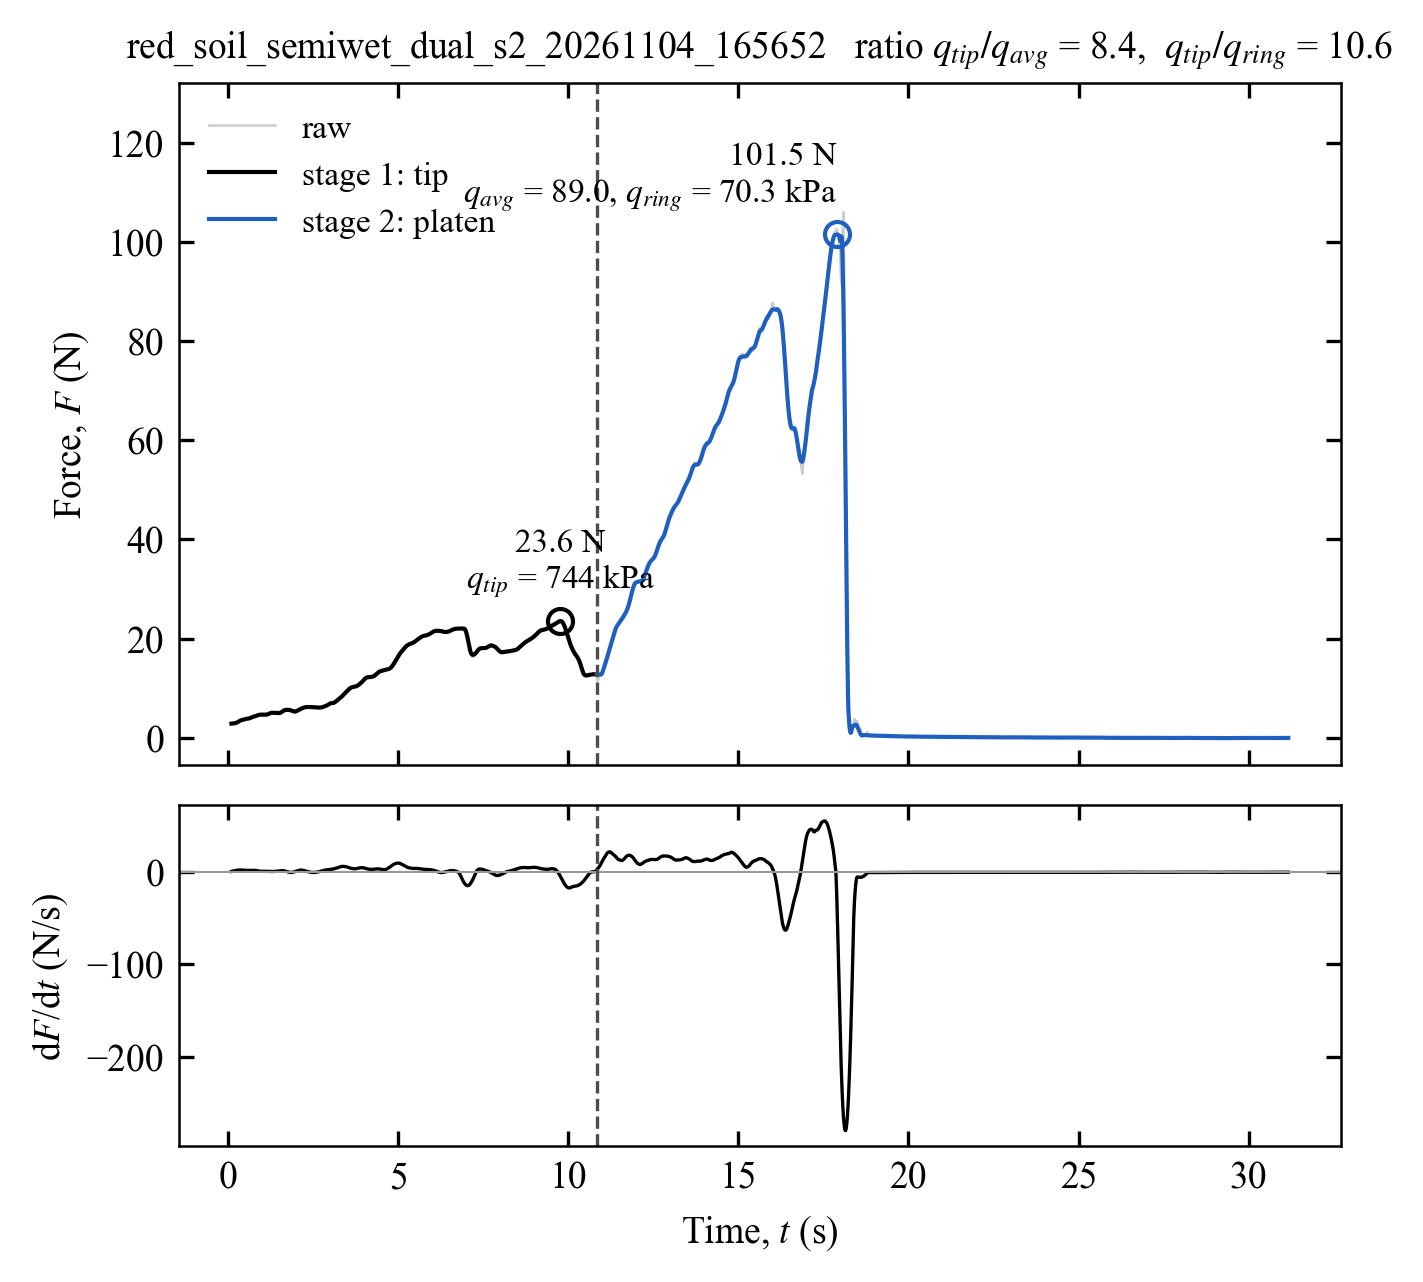 red_soil_semiwet_dual_s2_20261104_165652 ratio q_tip/q_avg = 8.4, q_tip/q_ring = 10.6
raw
stage 1: tip
stage 2: platen
101.5 N
q_avg = 89.0, q_ring = 70.3 kPa
23.6 N
q_tip = 744 kPa
Force, F (N)
120
100
80
60
40
20
0
dF/dt (N/s)
0
−100
−200
0 5 10 15 20 25 30
Time, t (s)